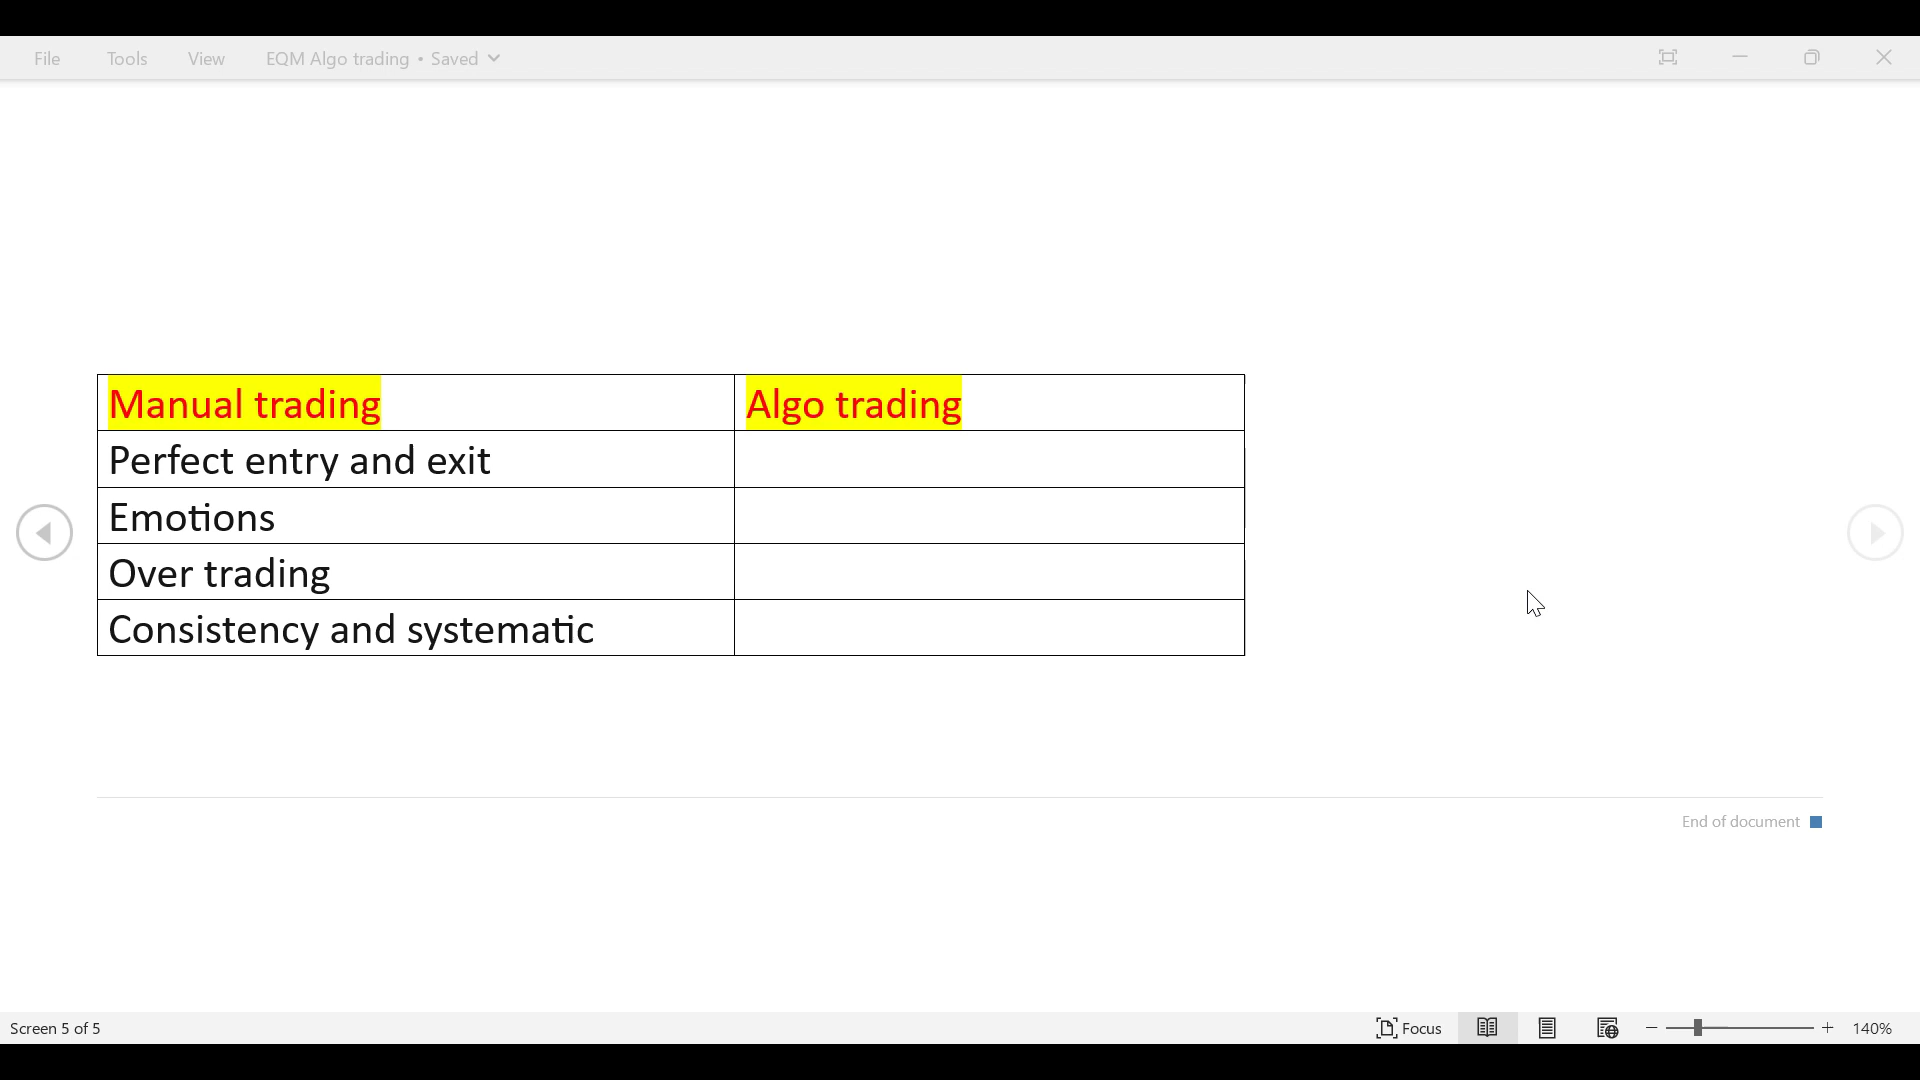 File Tools View EQM Algo trading • Saved
Manual trading Algo trading
Perfect entry and exit
Emotions
Over trading
Consistency and systematic
End of document
Screen 5 of 5 Focus 140%